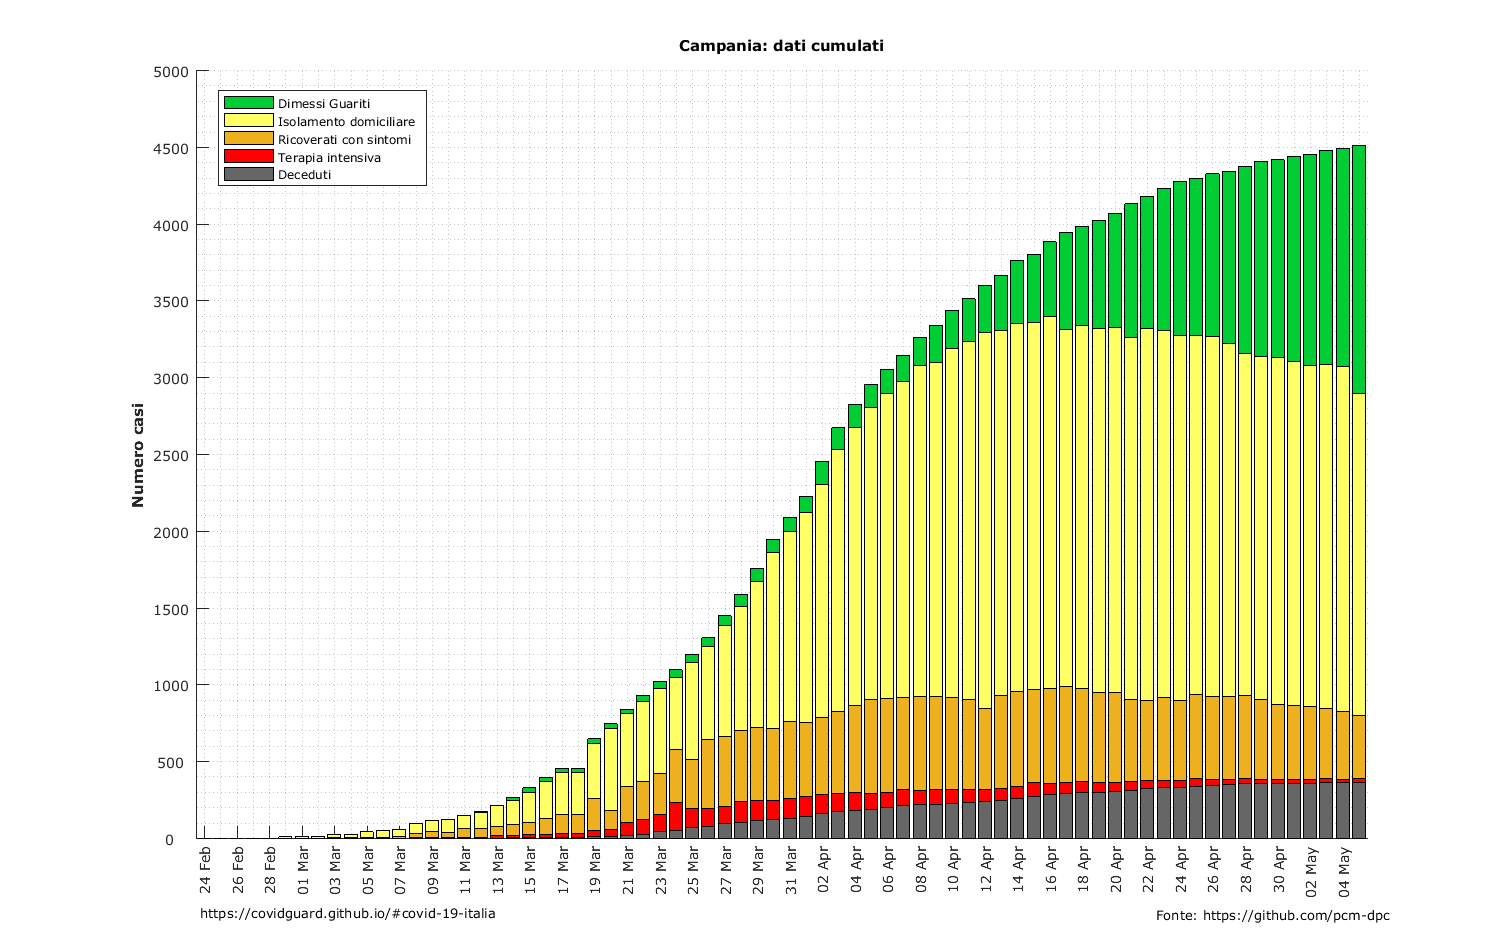 Campania: dati cumulati
5000
4500
4000
3500
3000
2500
2000
1500
1000
500
0
Numero casi
Dimessi Guariti
Isolamento domiciliare
Ricoverati con sintomi
Terapia intensiva
Deceduti
24 Feb
26 Feb
28 Feb
01 Mar
03 Mar
05 Mar
07 Mar
09 Mar
11 Mar
13 Mar
15 Mar
17 Mar
19 Mar
21 Mar
23 Mar
25 Mar
27 Mar
29 Mar
31 Mar
02 Apr
04 Apr
06 Apr
08 Apr
10 Apr
12 Apr
14 Apr
16 Apr
18 Apr
20 Apr
22 Apr
24 Apr
26 Apr
28 Apr
30 Apr
02 May
04 May
https://covidguard.github.io/#covid-19-italia
Fonte: https://github.com/pcm-dpc